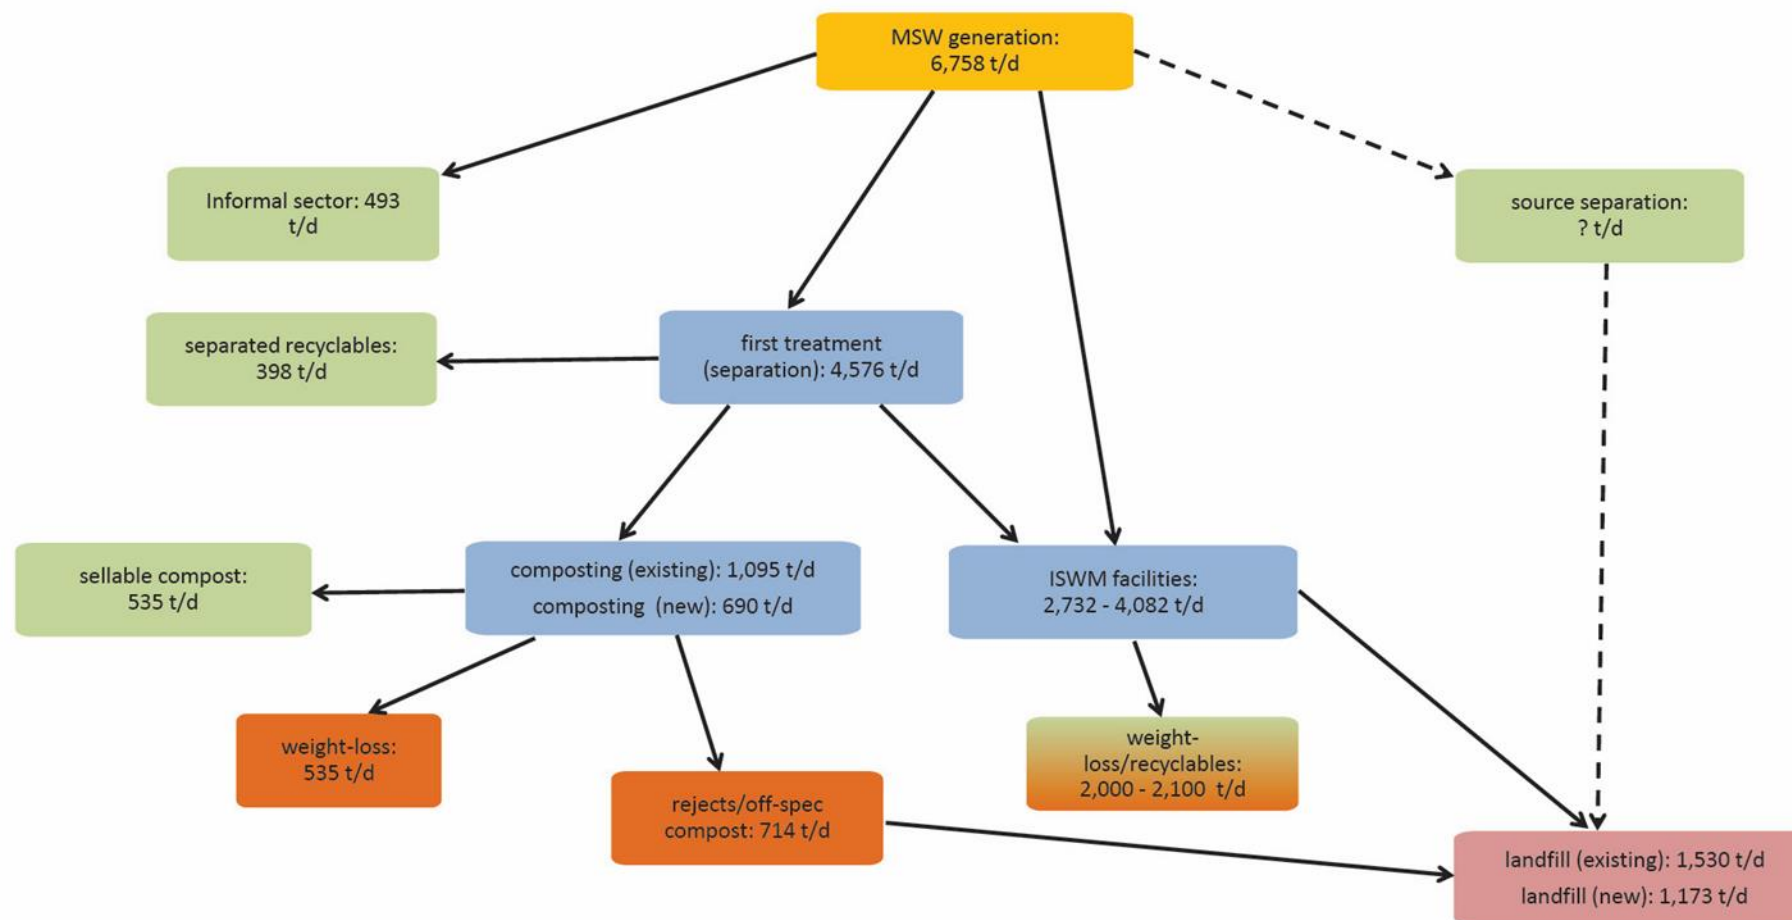 MSW generation:
6,758 t/d
Informal sector: 493
t/d
source separation:
? t/d
separated recyclables:
398 t/d
first treatment
(separation): 4,576 t/d
sellable compost:
535 t/d
composting (existing): 1,095 t/d
composting (new): 690 t/d
ISWM facilities:
2,732 - 4,082 t/d
weight-loss:
535 t/d
rejects/off-spec
compost: 714 t/d
weight-
loss/recyclables:
2,000 - 2,100 t/d
landfill (existing): 1,530 t/d
landfill (new): 1,173 t/d